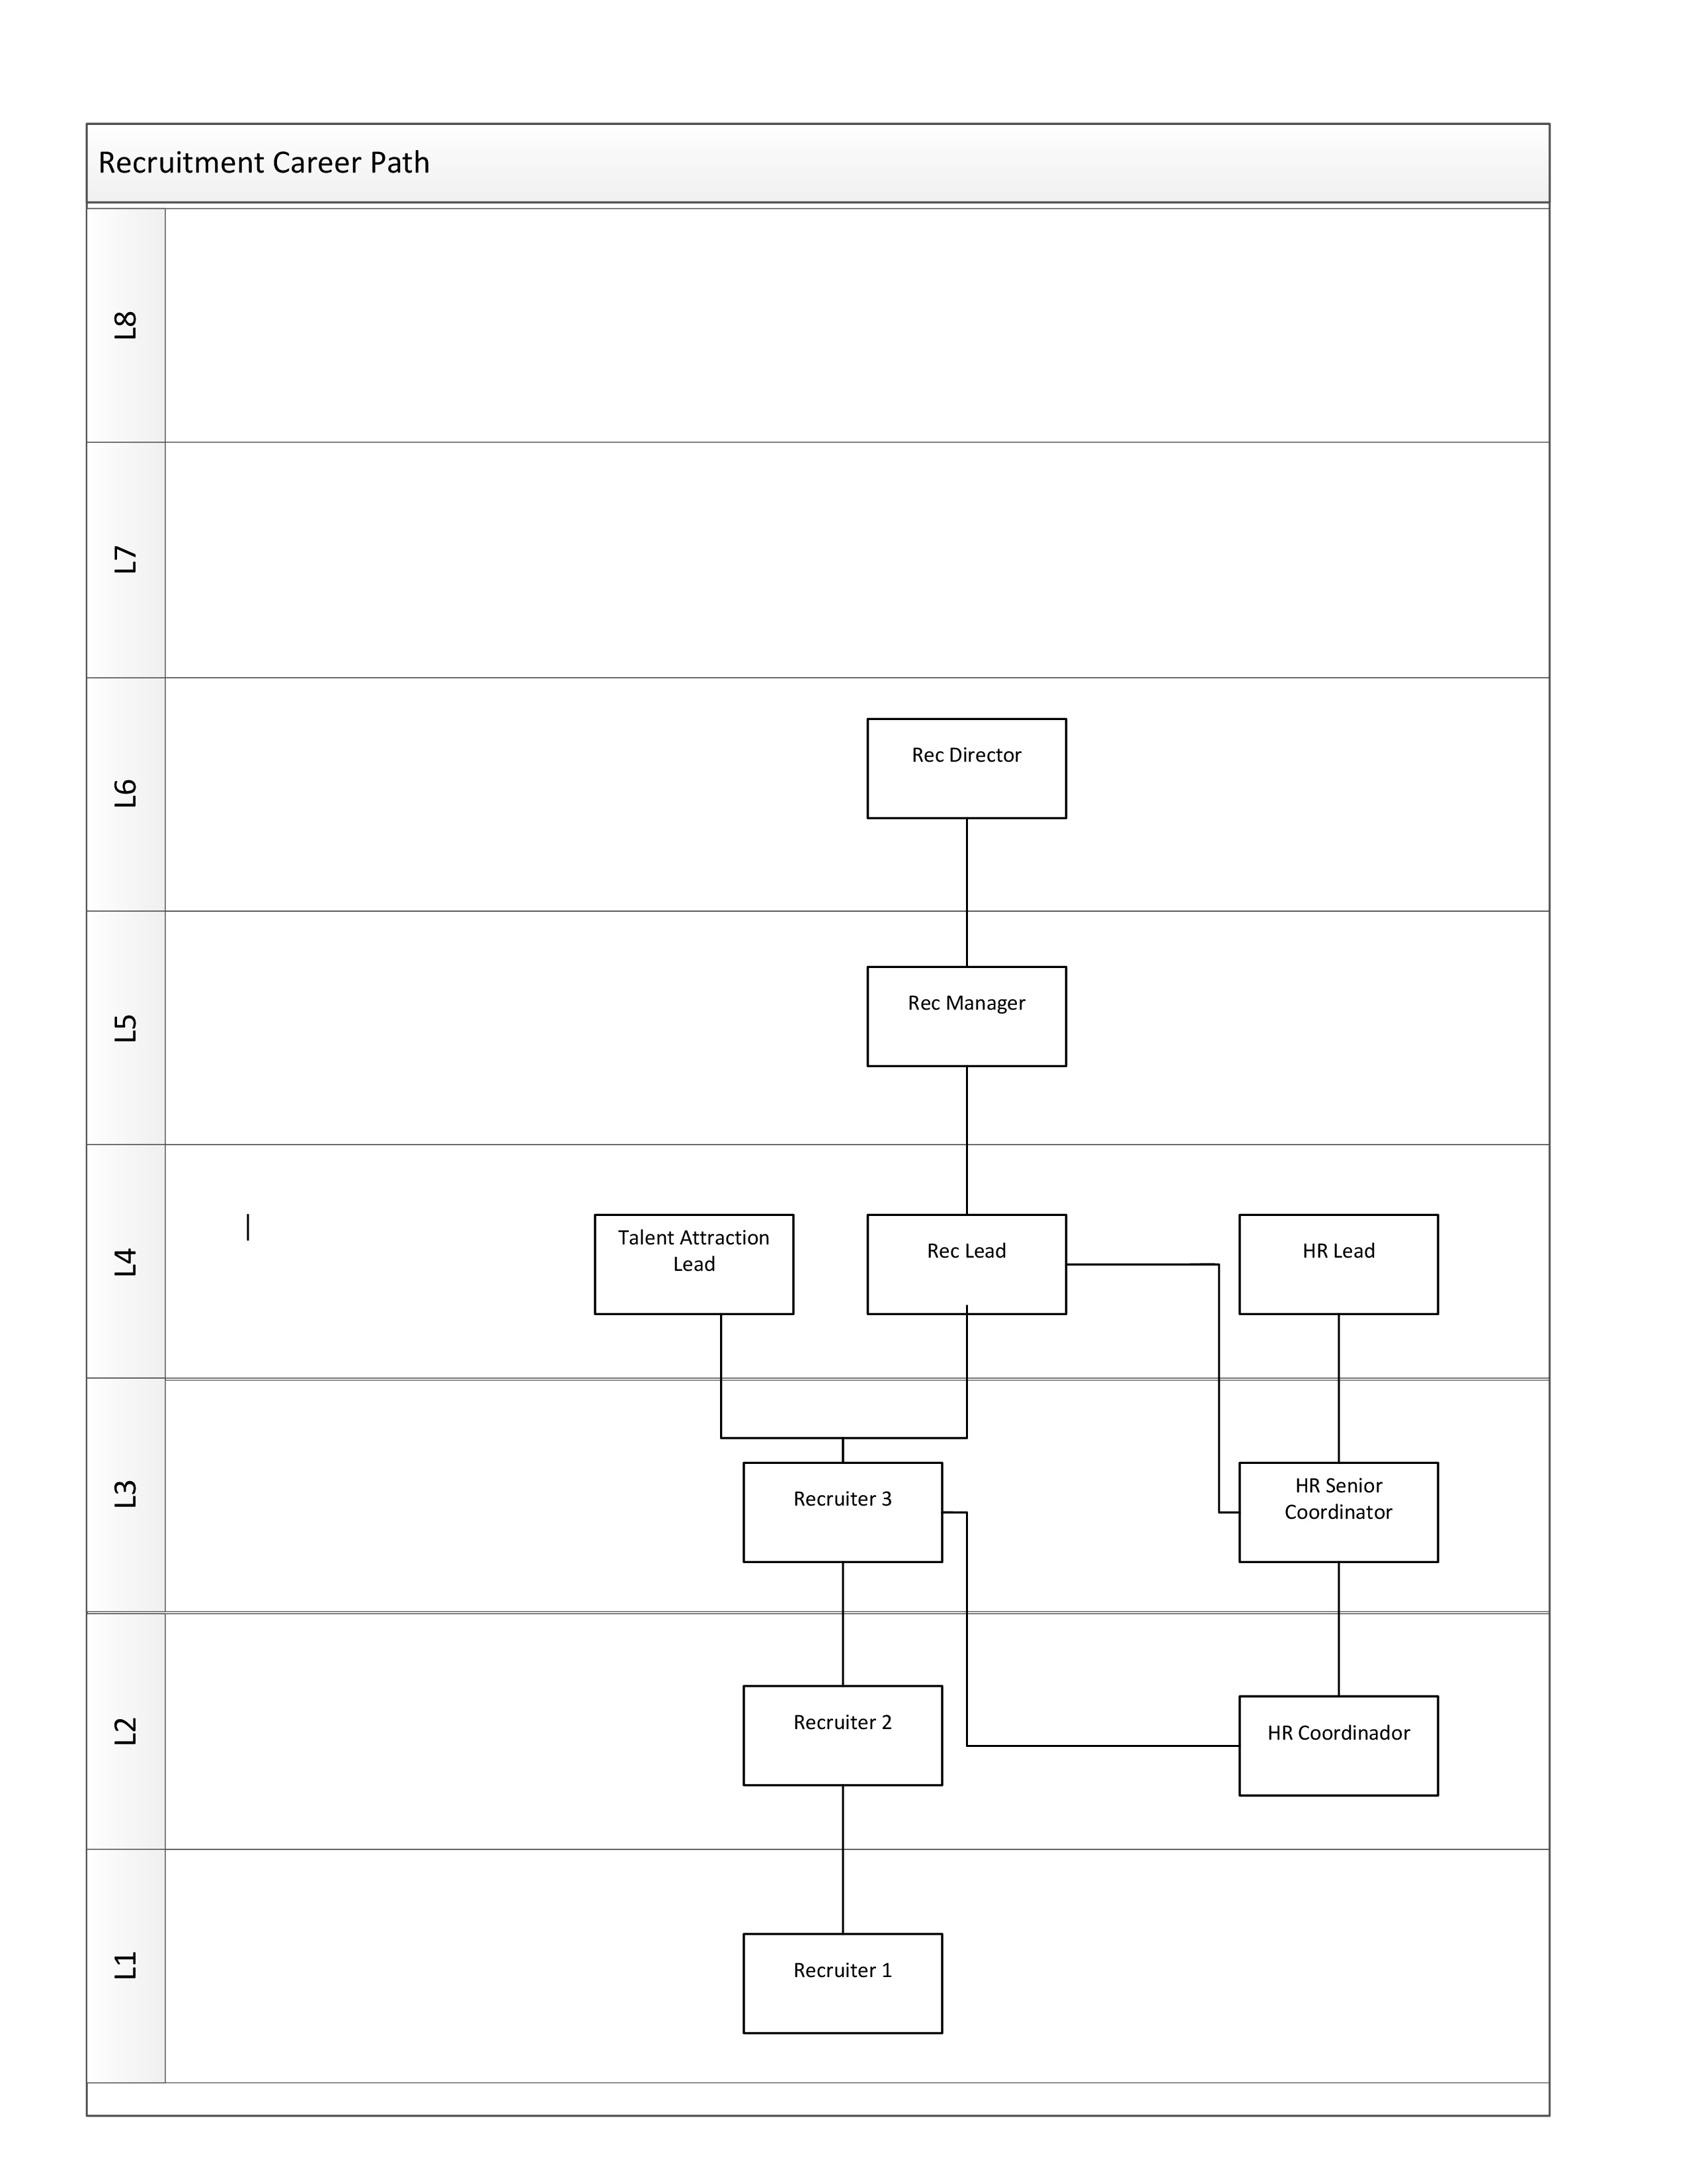 Recruitment Career Path
L8
L7
L6
Rec Director
L5
Rec Manager
L4
Talent Attraction
Lead
Rec Lead
HR Lead
L3
Recruiter 3
HR Senior
Coordinator
L2
Recruiter 2
HR Coordinador
L1
Recruiter 1